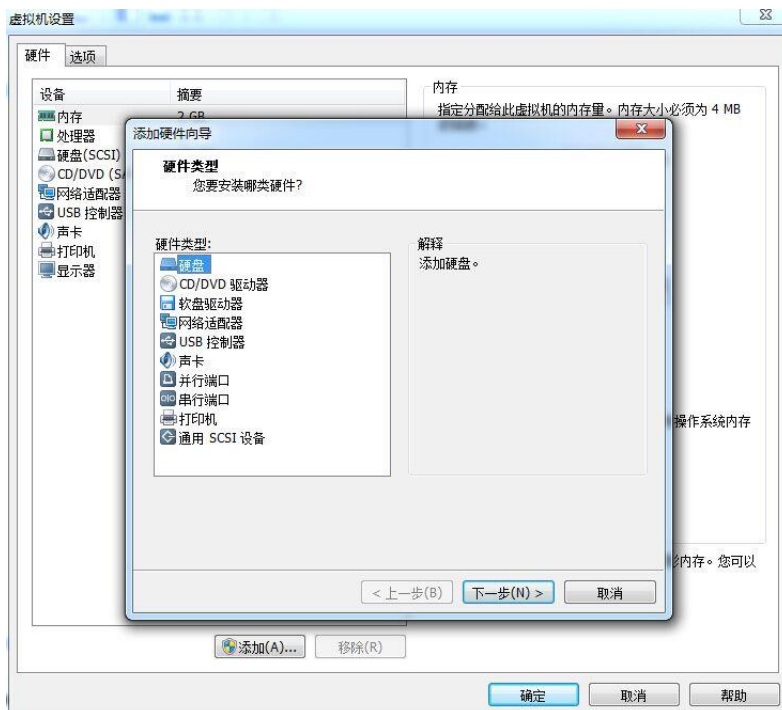 虚拟机设置
硬件 选项
设备 摘要
内存 2 GB
处理器
硬盘(SCSI)
CD/DVD (SA
网络适配器
USB 控制器
声卡
打印机
显示器
内存
指定分配给此虚拟机的内存量。内存大小必须为 4 MB
添加硬件向导
硬件类型
您要安装哪类硬件?
硬件类型:
硬盘
CD/DVD 驱动器
软盘驱动器
网络适配器
USB 控制器
声卡
并行端口
串行端口
打印机
通用 SCSI 设备
解释
添加硬盘。
操作系统内存
内存。您可以
< 上一步(B) 下一步(N) > 取消
添加(A)... 移除(R)
确定 取消 帮助